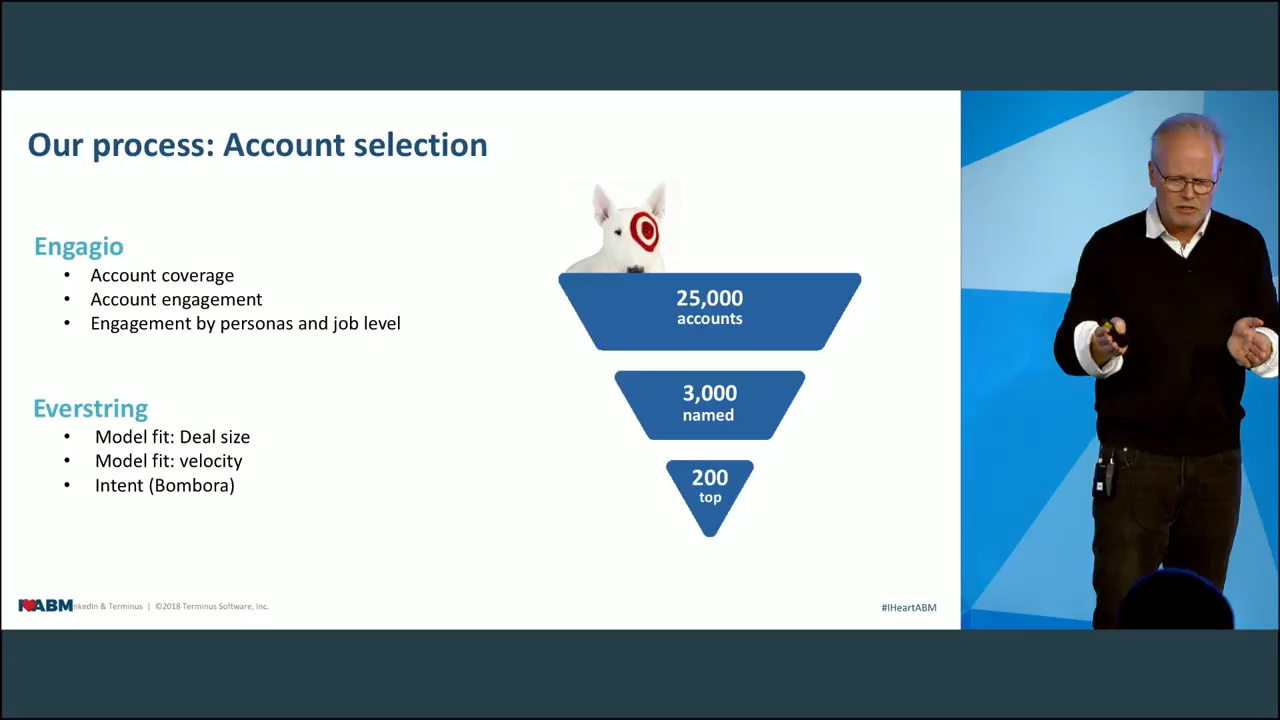 Our process: Account selection
Engagio
• Account coverage
• Account engagement
• Engagement by personas and job level
Everstring
• Model fit: Deal size
• Model fit: velocity
• Intent (Bombora)
25,000
accounts
3,000
named
200
top
I ABM nkedIn & Terminus | ©2018 Terminus Software, Inc.
#IHeartABM